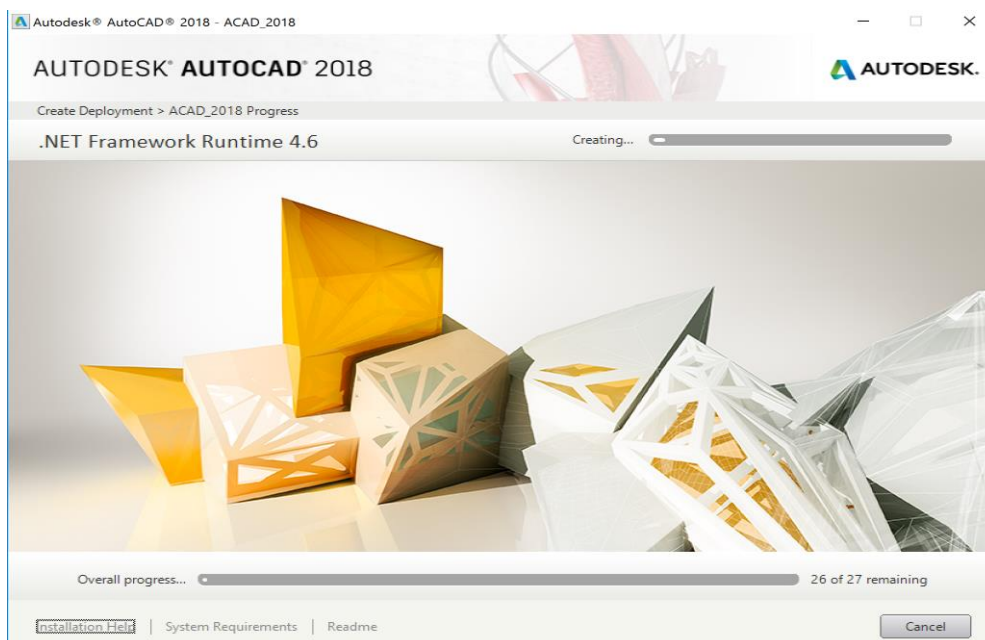 Autodesk® AutoCAD® 2018 - ACAD_2018
AUTODESK® AUTOCAD® 2018
AUTODESK.
Create Deployment > ACAD_2018 Progress
.NET Framework Runtime 4.6
Creating...
Overall progress...
26 of 27 remaining
Installation Help | System Requirements | Readme
Cancel